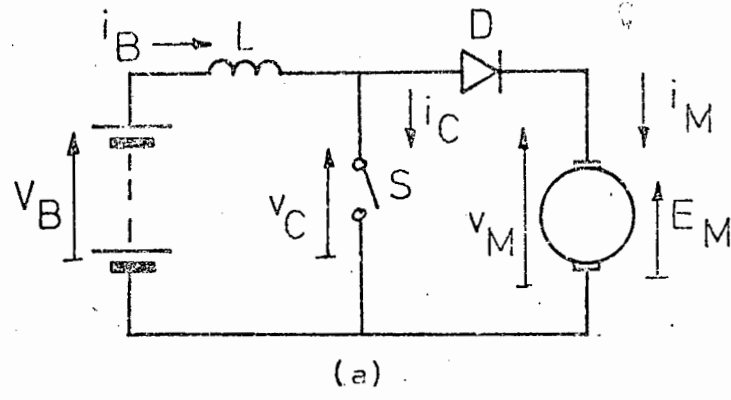 i_B L D
i_C
i_M
V_B
v_C
S
v_M
E_M
(a)